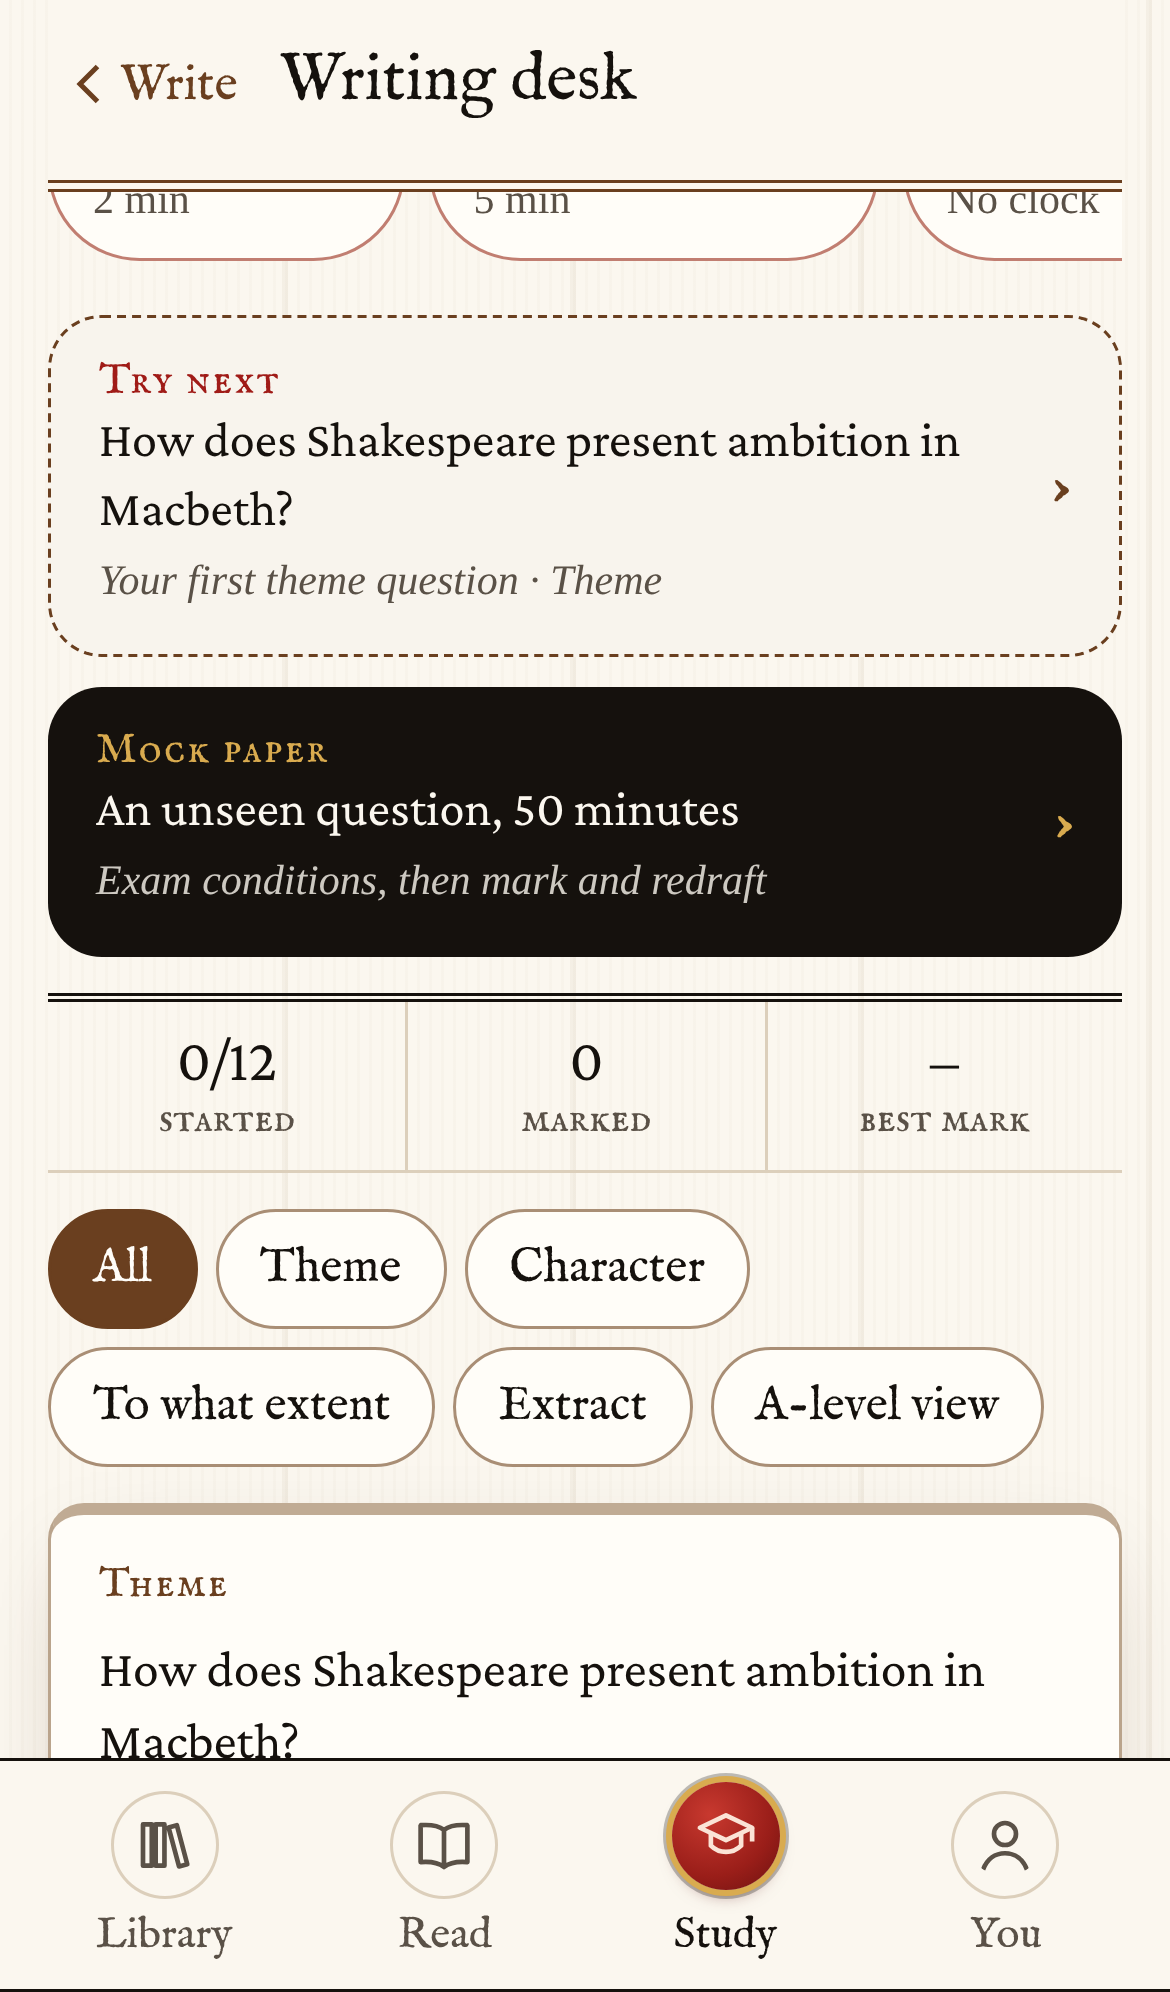 Write Writing desk
2 min 5 min No clock
Try next
How does Shakespeare present ambition in
Macbeth?
Your first theme question · Theme
Mock paper
An unseen question, 50 minutes
Exam conditions, then mark and redraft
0/12 0 –
STARTED MARKED BEST MARK
All Theme Character
To what extent Extract A-level view
Theme
How does Shakespeare present ambition in
Macbeth?
Library Read Study You